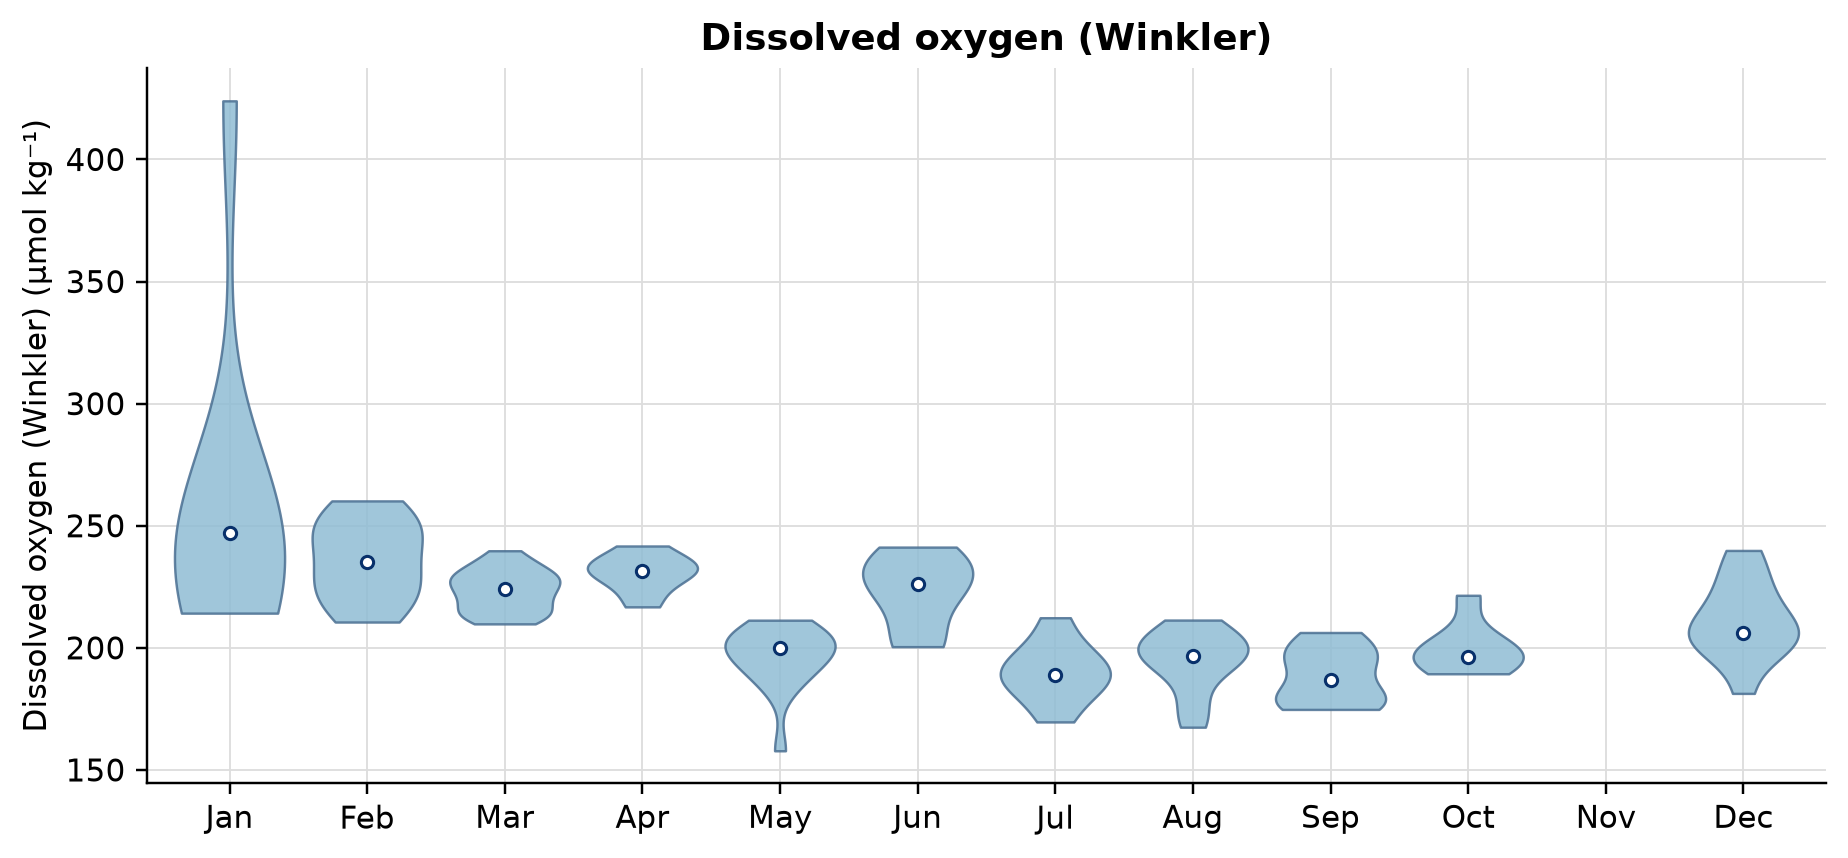 Dissolved oxygen (Winkler)
Dissolved oxygen (Winkler) (µmol kg⁻¹)
400
350
300
250
200
150
Jan Feb Mar Apr May Jun Jul Aug Sep Oct Nov Dec